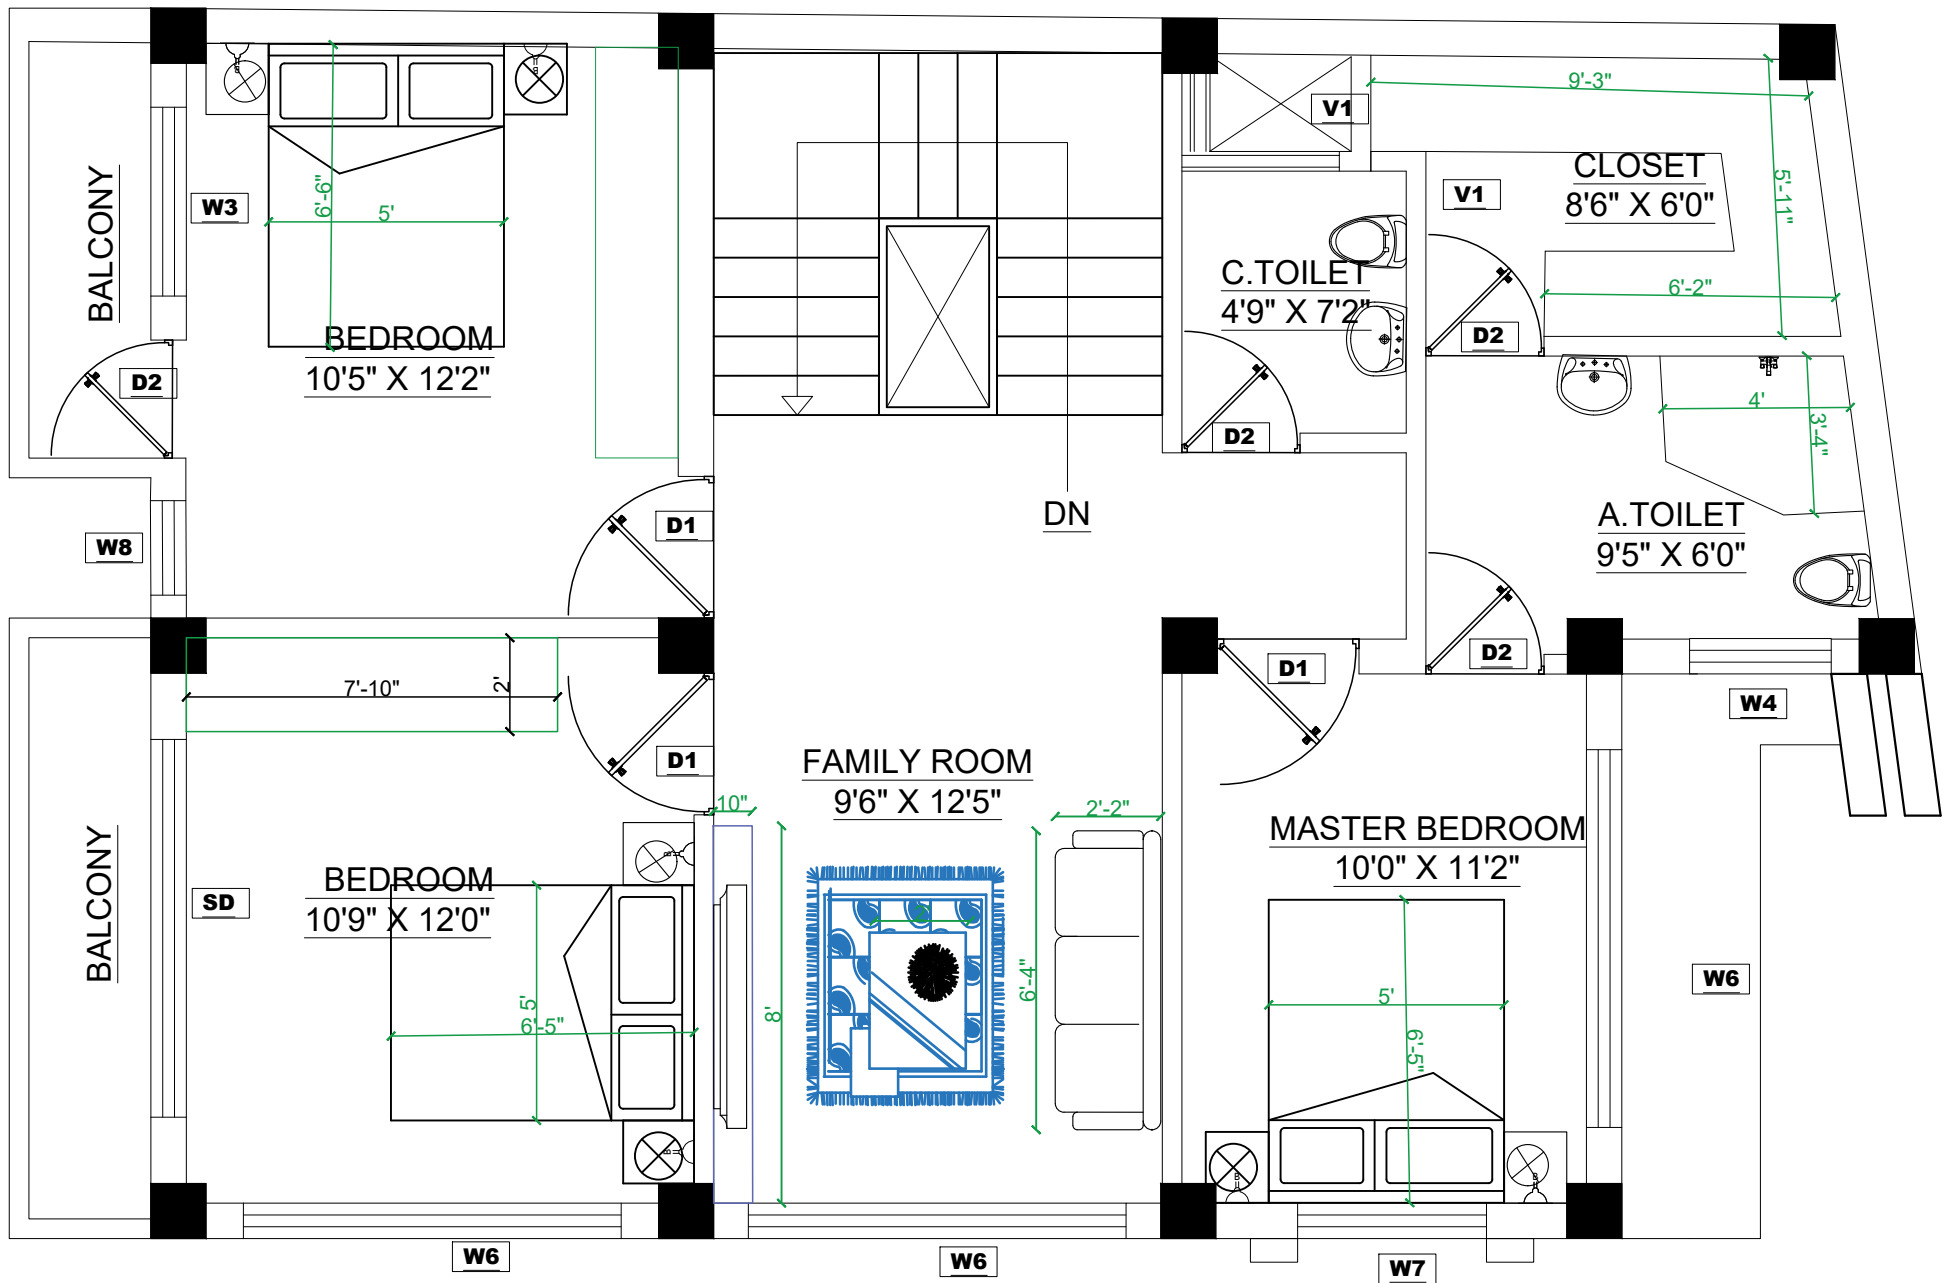 9'-3"
V1
CLOSET
8'6" X 6'0"
5'-11"
V1
W3
6'-6"
5'
BALCONY
C.TOILET
4'9" X 7'2"
6'-2"
D2
BEDROOM
10'5" X 12'2"
D2
4'
3'-4"
D2
DN
A.TOILET
9'5" X 6'0"
D1
W8
D2
D1
7'-10"
2'
W4
D1
FAMILY ROOM
9'6" X 12'5"
10"
2'-2"
MASTER BEDROOM
10'0" X 11'2"
BALCONY
SD
BEDROOM
10'9" X 12'0"
2'
5'
6'-5"
8'
6'-4"
5'
6'-5"
W6
W6
W6
W7